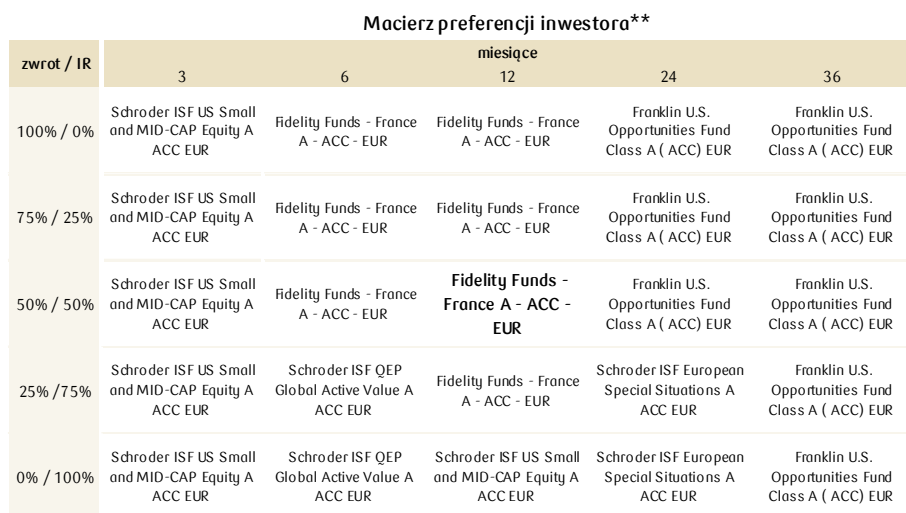 Macierz preferencji inwestora**
zwrot / IR
miesiące
3 6 12 24 36
100% / 0%
Schroder ISF US Small
and MID-CAP Equity A
ACC EUR
Fidelity Funds - France
A - ACC - EUR
Fidelity Funds - France
A - ACC - EUR
Franklin U.S.
Opportunities Fund
Class A ( ACC) EUR
Franklin U.S.
Opportunities Fund
Class A ( ACC) EUR
75% / 25%
Schroder ISF US Small
and MID-CAP Equity A
ACC EUR
Fidelity Funds - France
A - ACC - EUR
Fidelity Funds - France
A - ACC - EUR
Franklin U.S.
Opportunities Fund
Class A ( ACC) EUR
Franklin U.S.
Opportunities Fund
Class A ( ACC) EUR
50% / 50%
Schroder ISF US Small
and MID-CAP Equity A
ACC EUR
Fidelity Funds - France
A - ACC - EUR
Fidelity Funds -
France A - ACC -
EUR
Franklin U.S.
Opportunities Fund
Class A ( ACC) EUR
Franklin U.S.
Opportunities Fund
Class A ( ACC) EUR
25% /75%
Schroder ISF US Small
and MID-CAP Equity A
ACC EUR
Schroder ISF QEP
Global Active Value A
ACC EUR
Fidelity Funds - France
A - ACC - EUR
Schroder ISF European
Special Situations A
ACC EUR
Franklin U.S.
Opportunities Fund
Class A ( ACC) EUR
0% / 100%
Schroder ISF US Small
and MID-CAP Equity A
ACC EUR
Schroder ISF QEP
Global Active Value A
ACC EUR
Schroder ISF US Small
and MID-CAP Equity A
ACC EUR
Schroder ISF European
Special Situations A
ACC EUR
Franklin U.S.
Opportunities Fund
Class A ( ACC) EUR